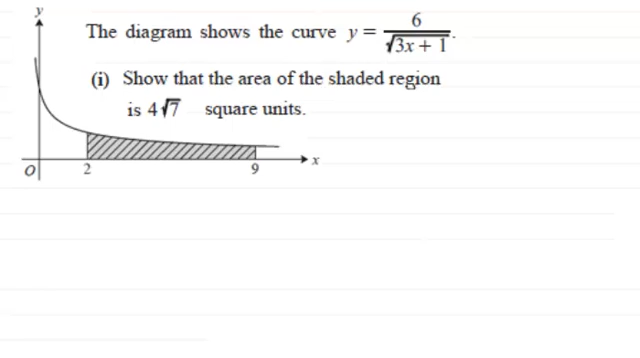 The diagram shows the curve y = 6/√(3x + 1).
(i) Show that the area of the shaded region
is 4√7 square units.
y
O 2 9 x